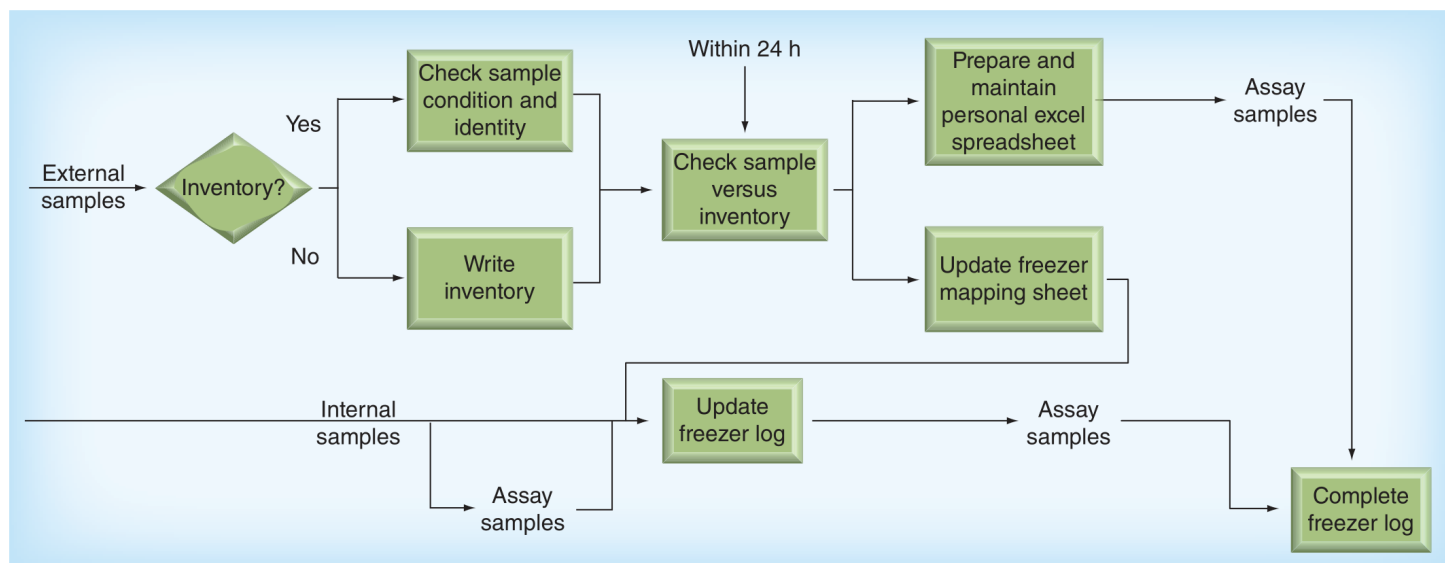 Within 24 h
Check sample
condition and
identity
Prepare and
maintain
personal excel
spreadsheet
Assay
samples
Yes
External
samples
Inventory?
Check sample
versus
inventory
No
Write
inventory
Update freezer
mapping sheet
Internal
samples
Update
freezer log
Assay
samples
Assay
samples
Complete
freezer log